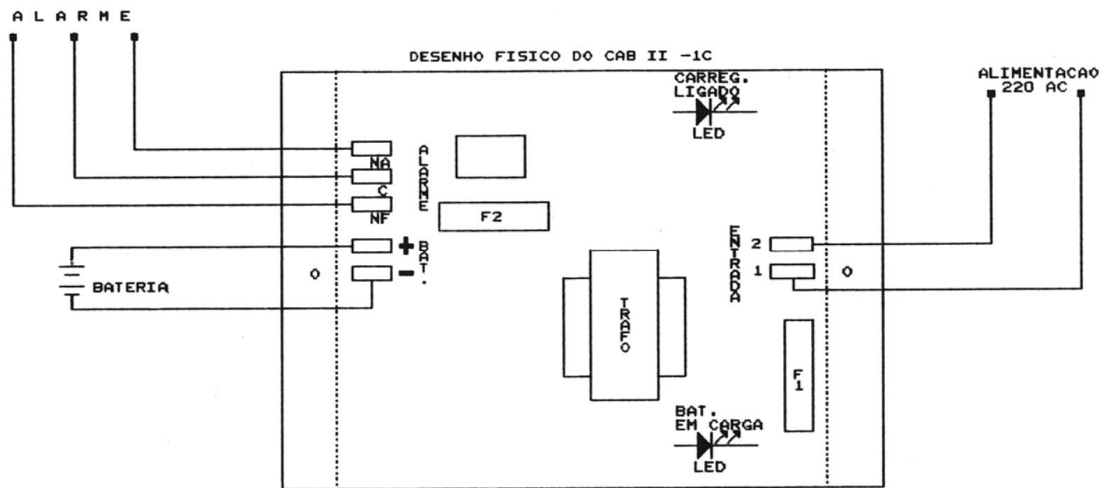 A L A R M E
DESENHO FISICO DO CAB II -1C
ALIMENTACAO
220 AC
CARREG.
LIGADO
LED
NA
C
NF
ALARME
F2
+
-
BAT.
O
BATERIA
TRAFO
ENTRADA
2
1
O
F1
BAT.
EM CARGA
LED